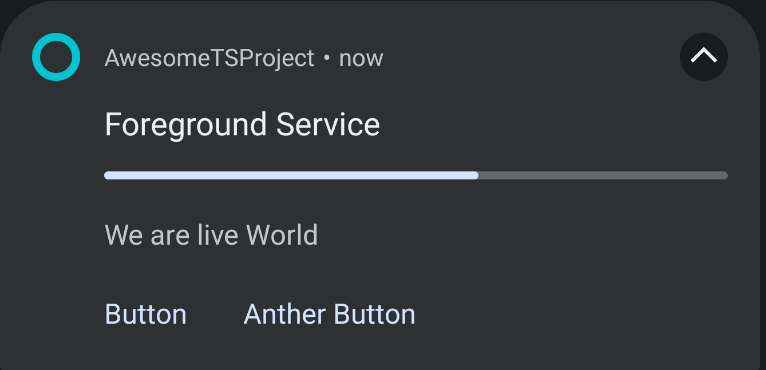 AwesomeTSProject • now
Foreground Service
We are live World
Button Anther Button